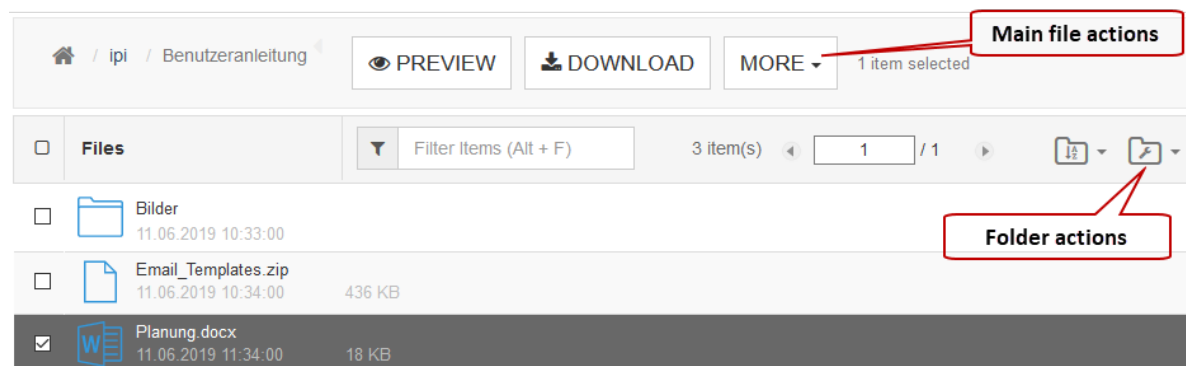 Main file actions
/ ipi / Benutzeranleitung PREVIEW DOWNLOAD MORE 1 item selected
Files Filter Items (Alt + F) 3 item(s) 1 / 1
Bilder
11.06.2019 10:33:00
Folder actions
Email_Templates.zip
11.06.2019 10:34:00 436 KB
Planung.docx
11.06.2019 11:34:00 18 KB